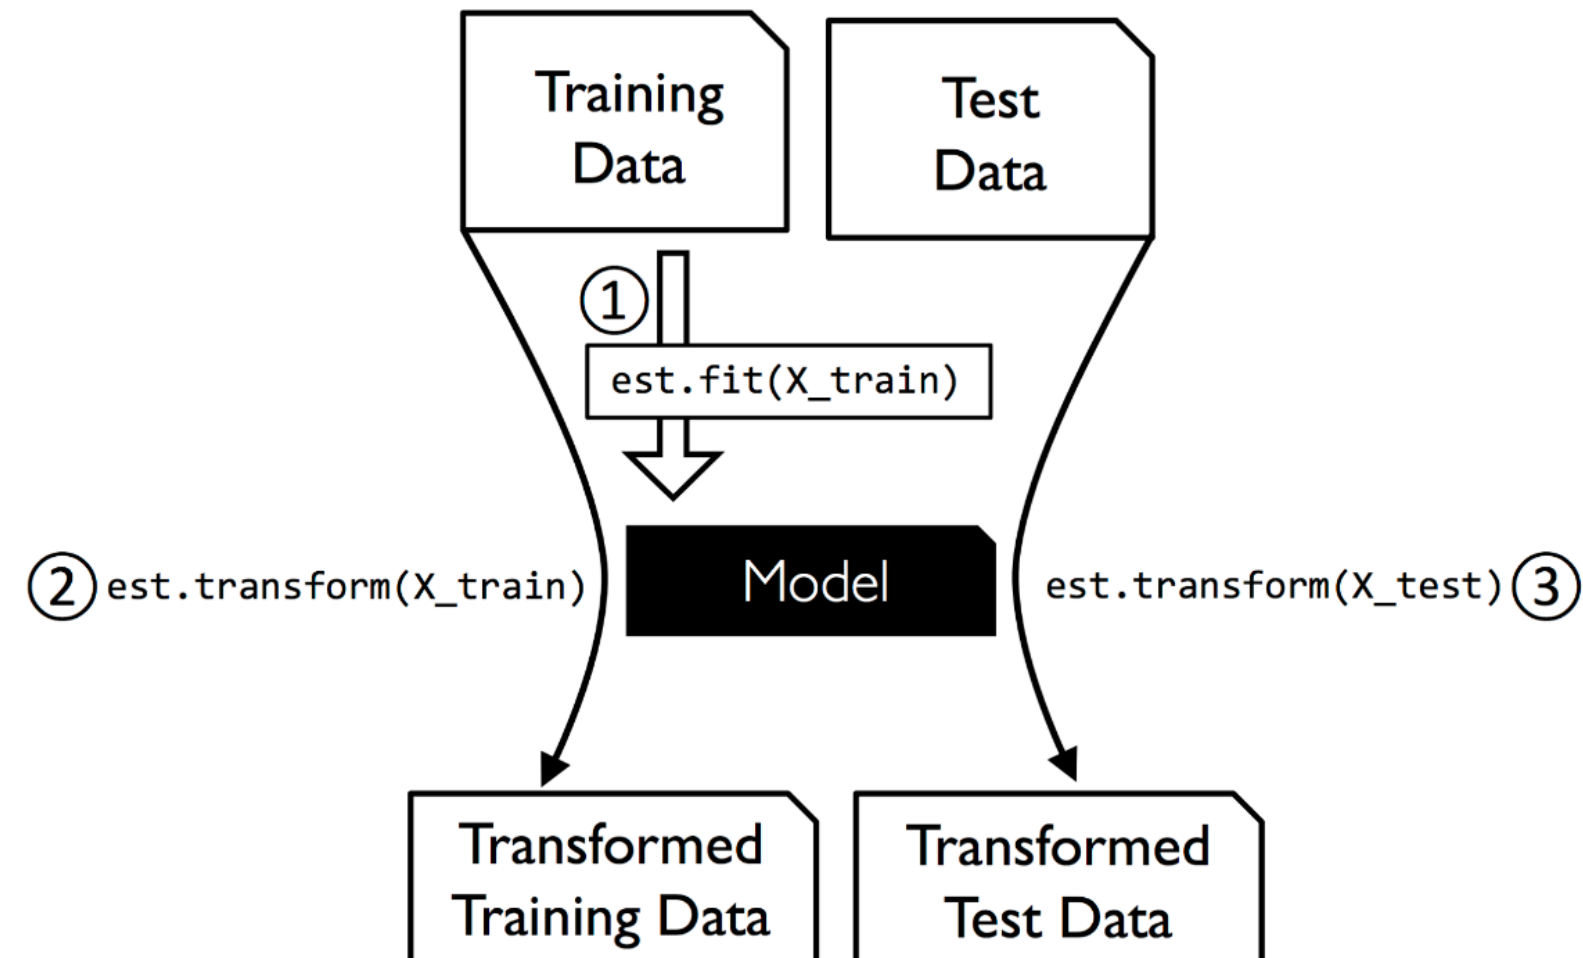 Training
Data
Test
Data
①
est.fit(X_train)
② est.transform(X_train)
Model
est.transform(X_test) ③
Transformed
Training Data
Transformed
Test Data